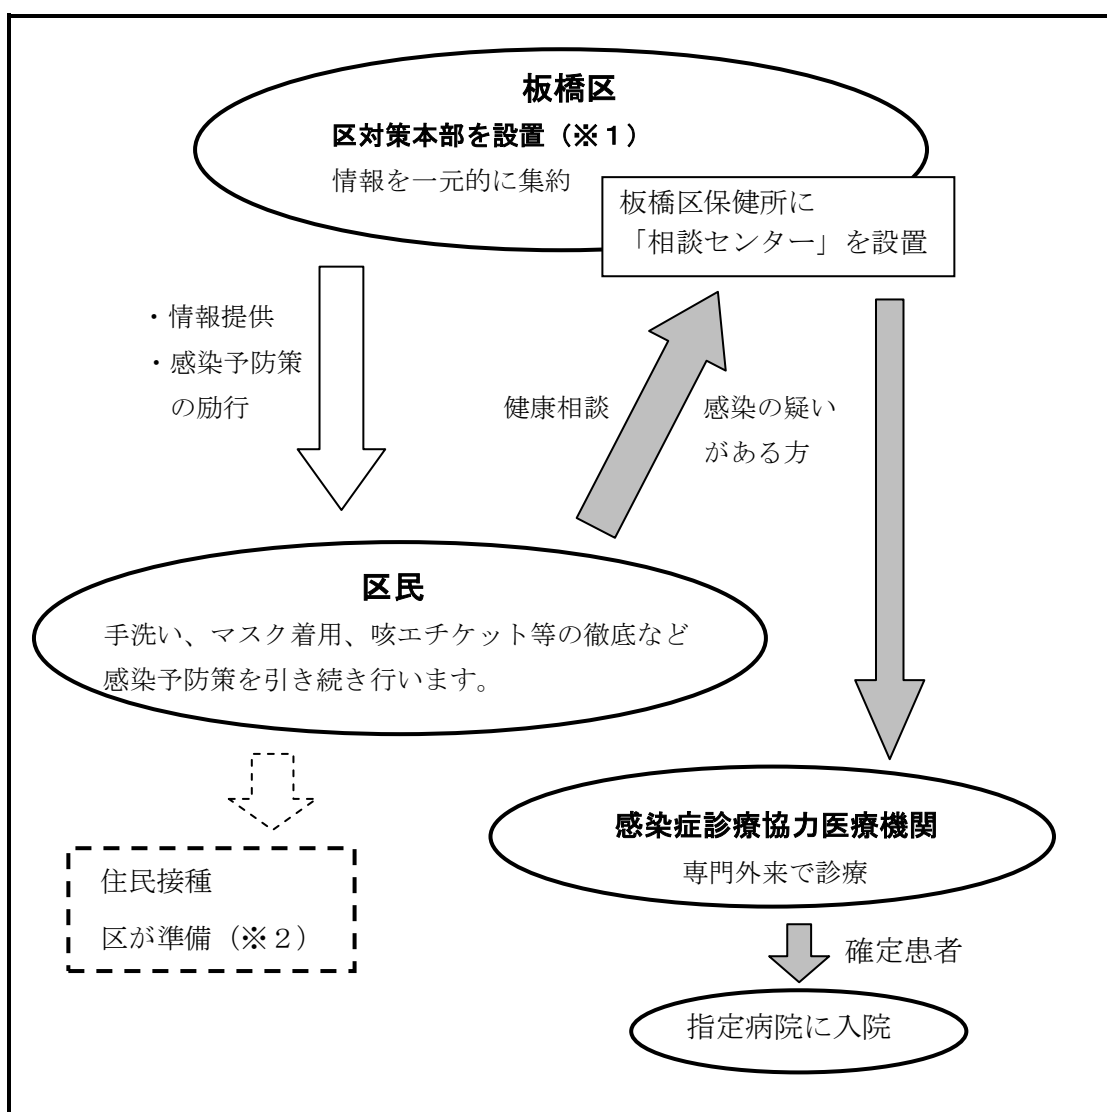 板橋区
区対策本部を設置（※１）
情報を一元的に集約
板橋区保健所に
「相談センター」を設置
・情報提供
・感染予防策
の励行
健康相談
感染の疑い
がある方
区民
手洗い、マスク着用、咳エチケット等の徹底など
感染予防策を引き続き行います。
住民接種
区が準備（※２）
感染症診療協力医療機関
専門外来で診療
確定患者
指定病院に入院